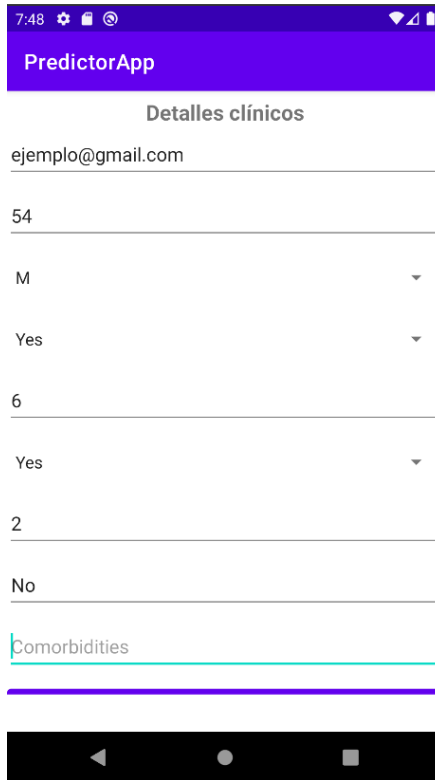 7:48
PredictorApp
Detalles clínicos
ejemplo@gmail.com
54
M
Yes
6
Yes
2
No
Comorbidities